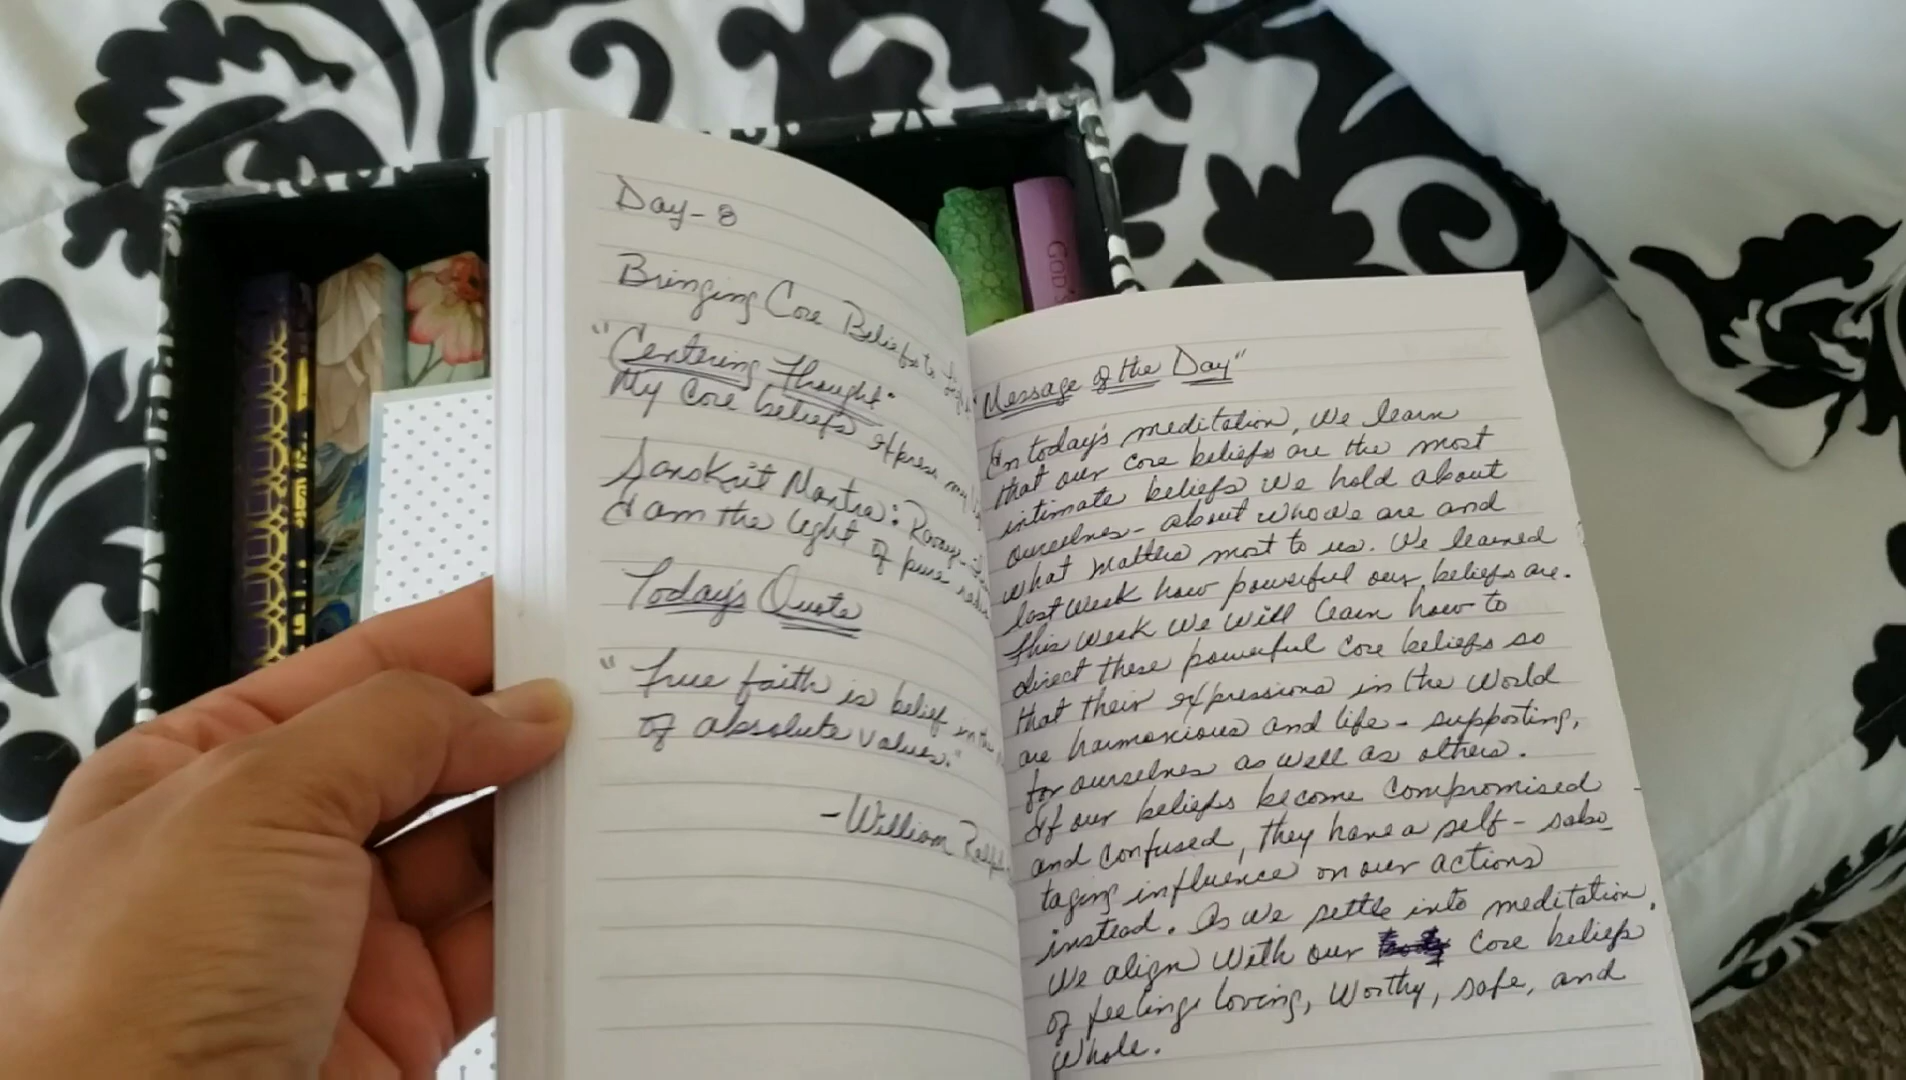 Day-8
Bringing Core Beliefs to
"Centering Thought"
My core beliefs express my
Sanskrit Mantra:
I am the light of pure
Today's Quote
"True faith is belief in the
of absolute values."
-William Ralph
"Message of the Day"
In today's meditation, we learn
that our core beliefs are the most
intimate beliefs we hold about
ourselves - about who we are and
what matters most to us. We learned
last week how powerful our beliefs are.
This week we will learn how to
direct these powerful core beliefs so
that their expressions in the world
are harmonious and life - supporting,
for ourselves as well as others.
If our beliefs become compromised
and confused, they have a self - sabo
taging influence on our actions
instead. As we settle into meditation,
we align with our core beliefs
of feeling loving, worthy, safe, and
whole.
God's